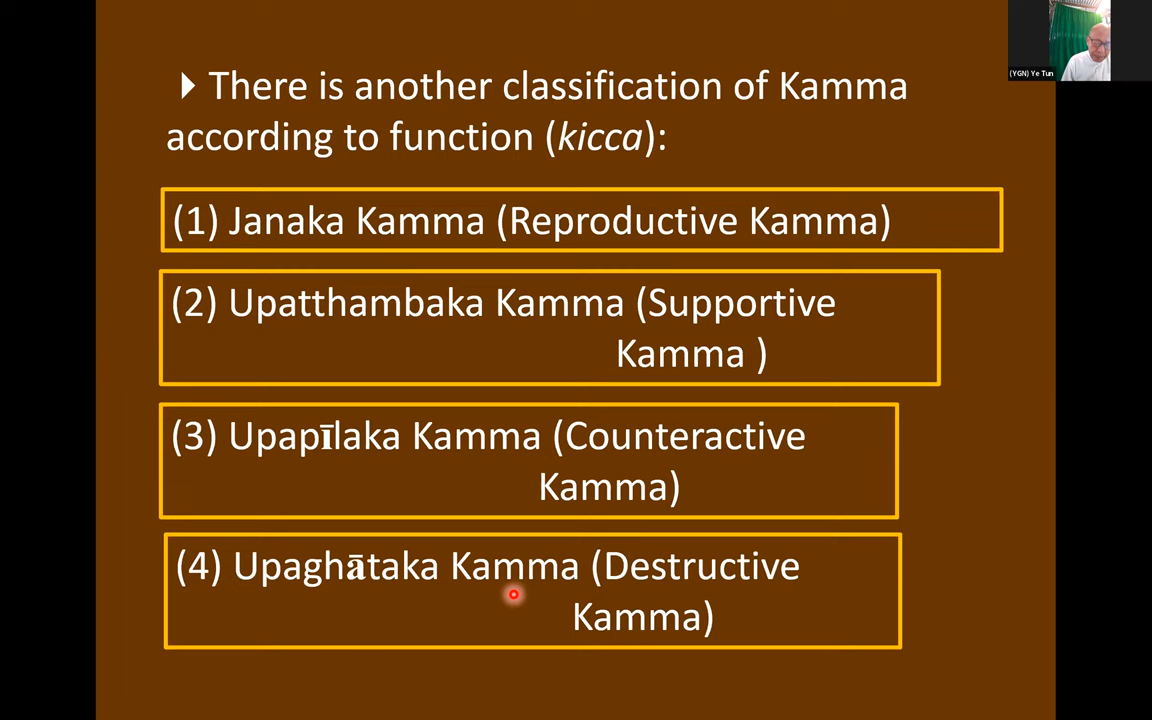 There is another classification of Kamma
according to function (kicca):
(1) Janaka Kamma (Reproductive Kamma)
(2) Upatthambaka Kamma (Supportive
Kamma )
(3) Upapīlaka Kamma (Counteractive
Kamma)
(4) Upaghātaka Kamma (Destructive
Kamma)
(YGN) Ye Tun